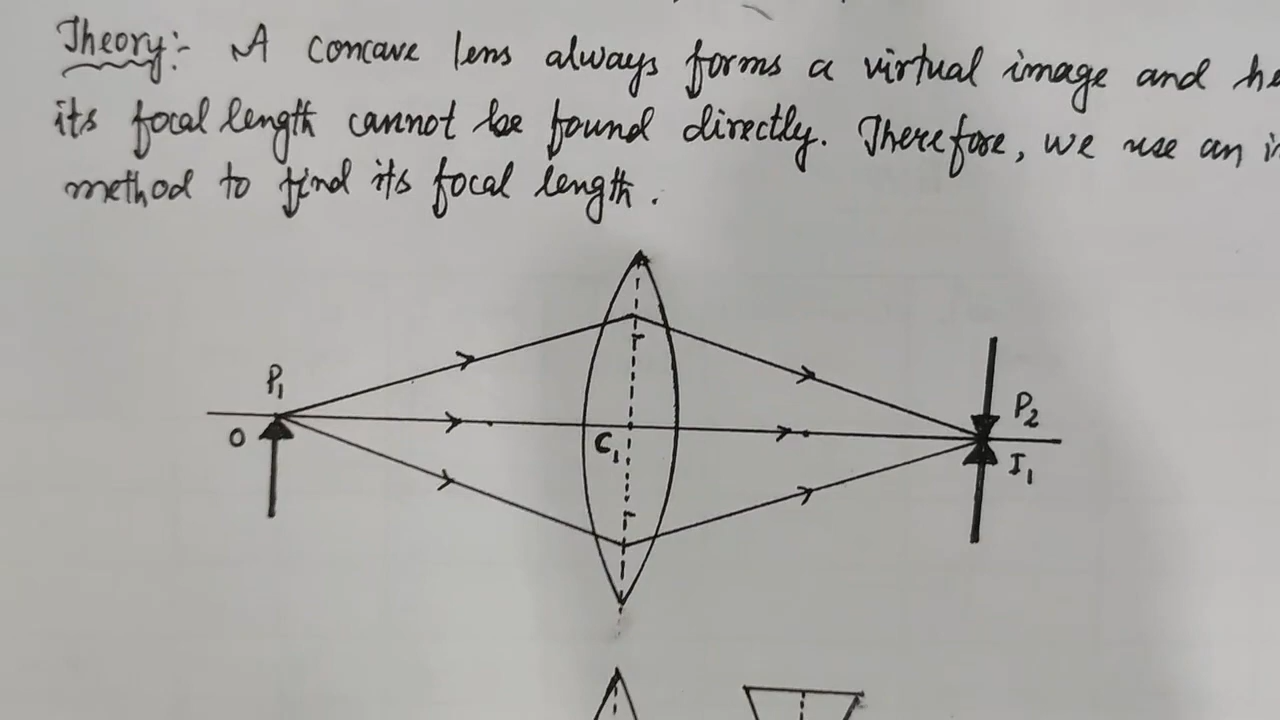 Theory:- A concave lens always forms a virtual image and he
its focal length cannot be found directly. Therefore, we use an in
method to find its focal length.
P₁
O
C₁
P₂
I₁